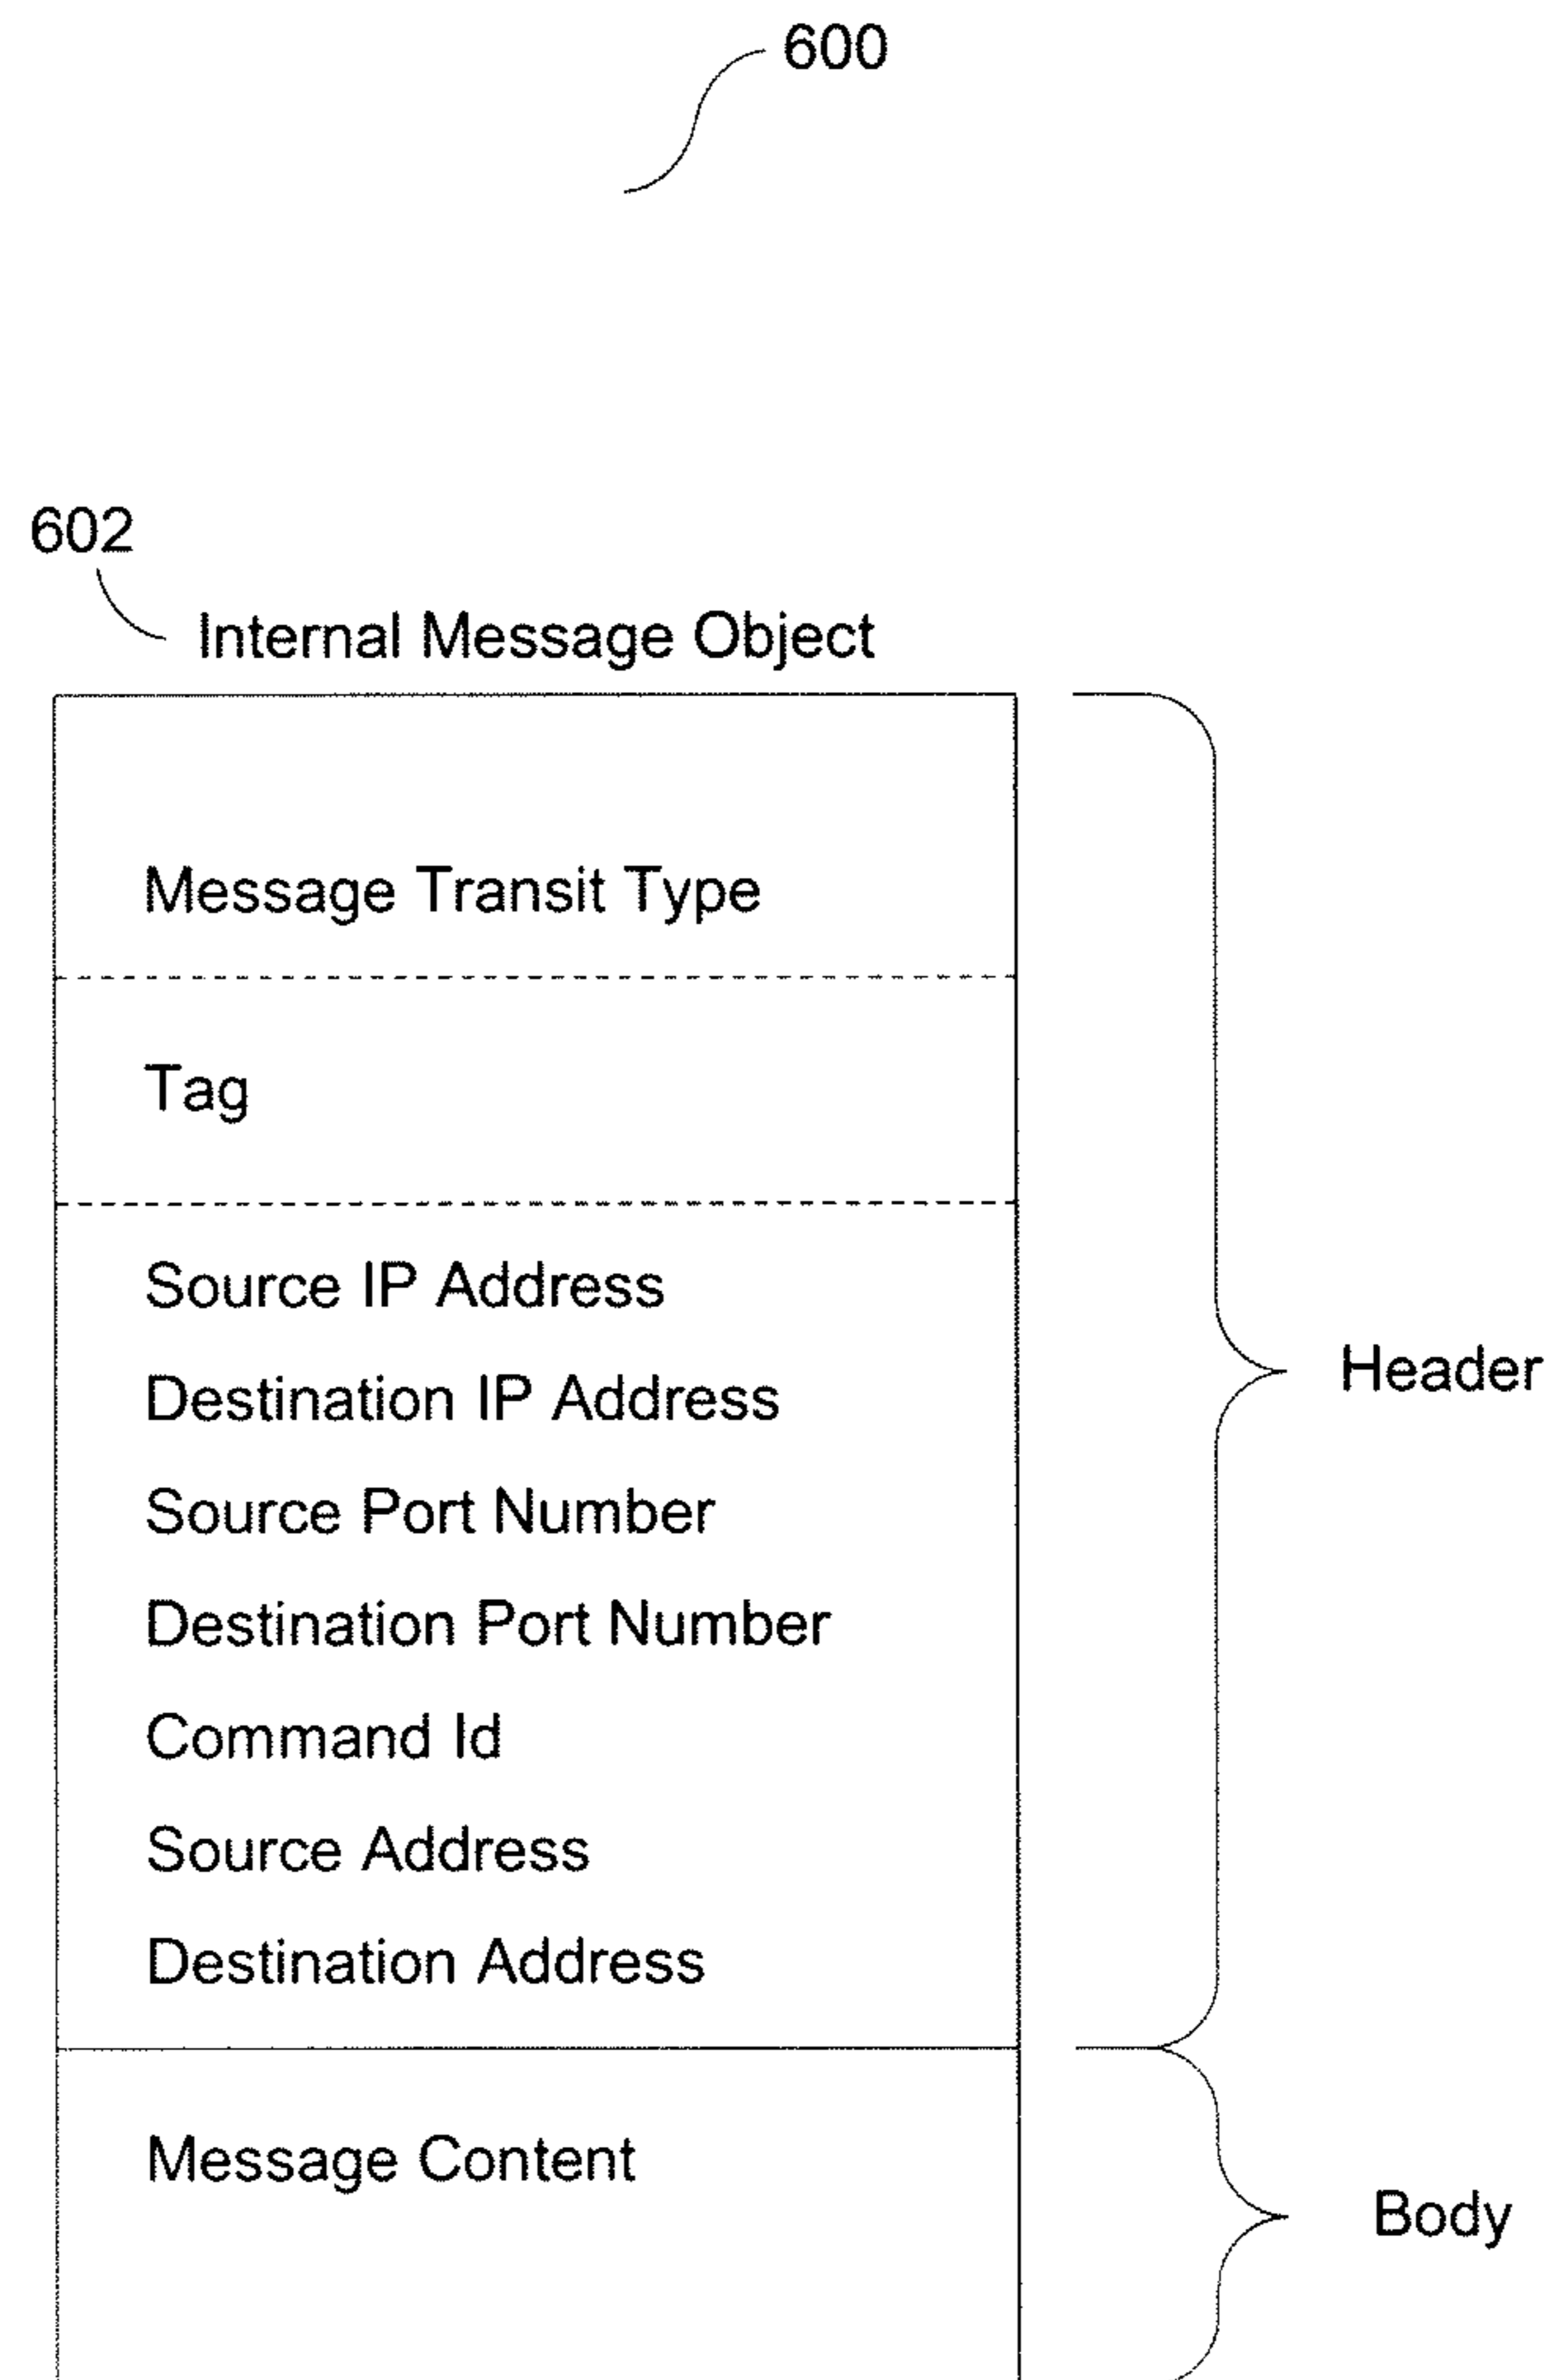 600
602
Internal Message Object
Message Transit Type
Tag
Source IP Address
Destination IP Address
Source Port Number
Destination Port Number
Command Id
Source Address
Destination Address
Header
Message Content
Body